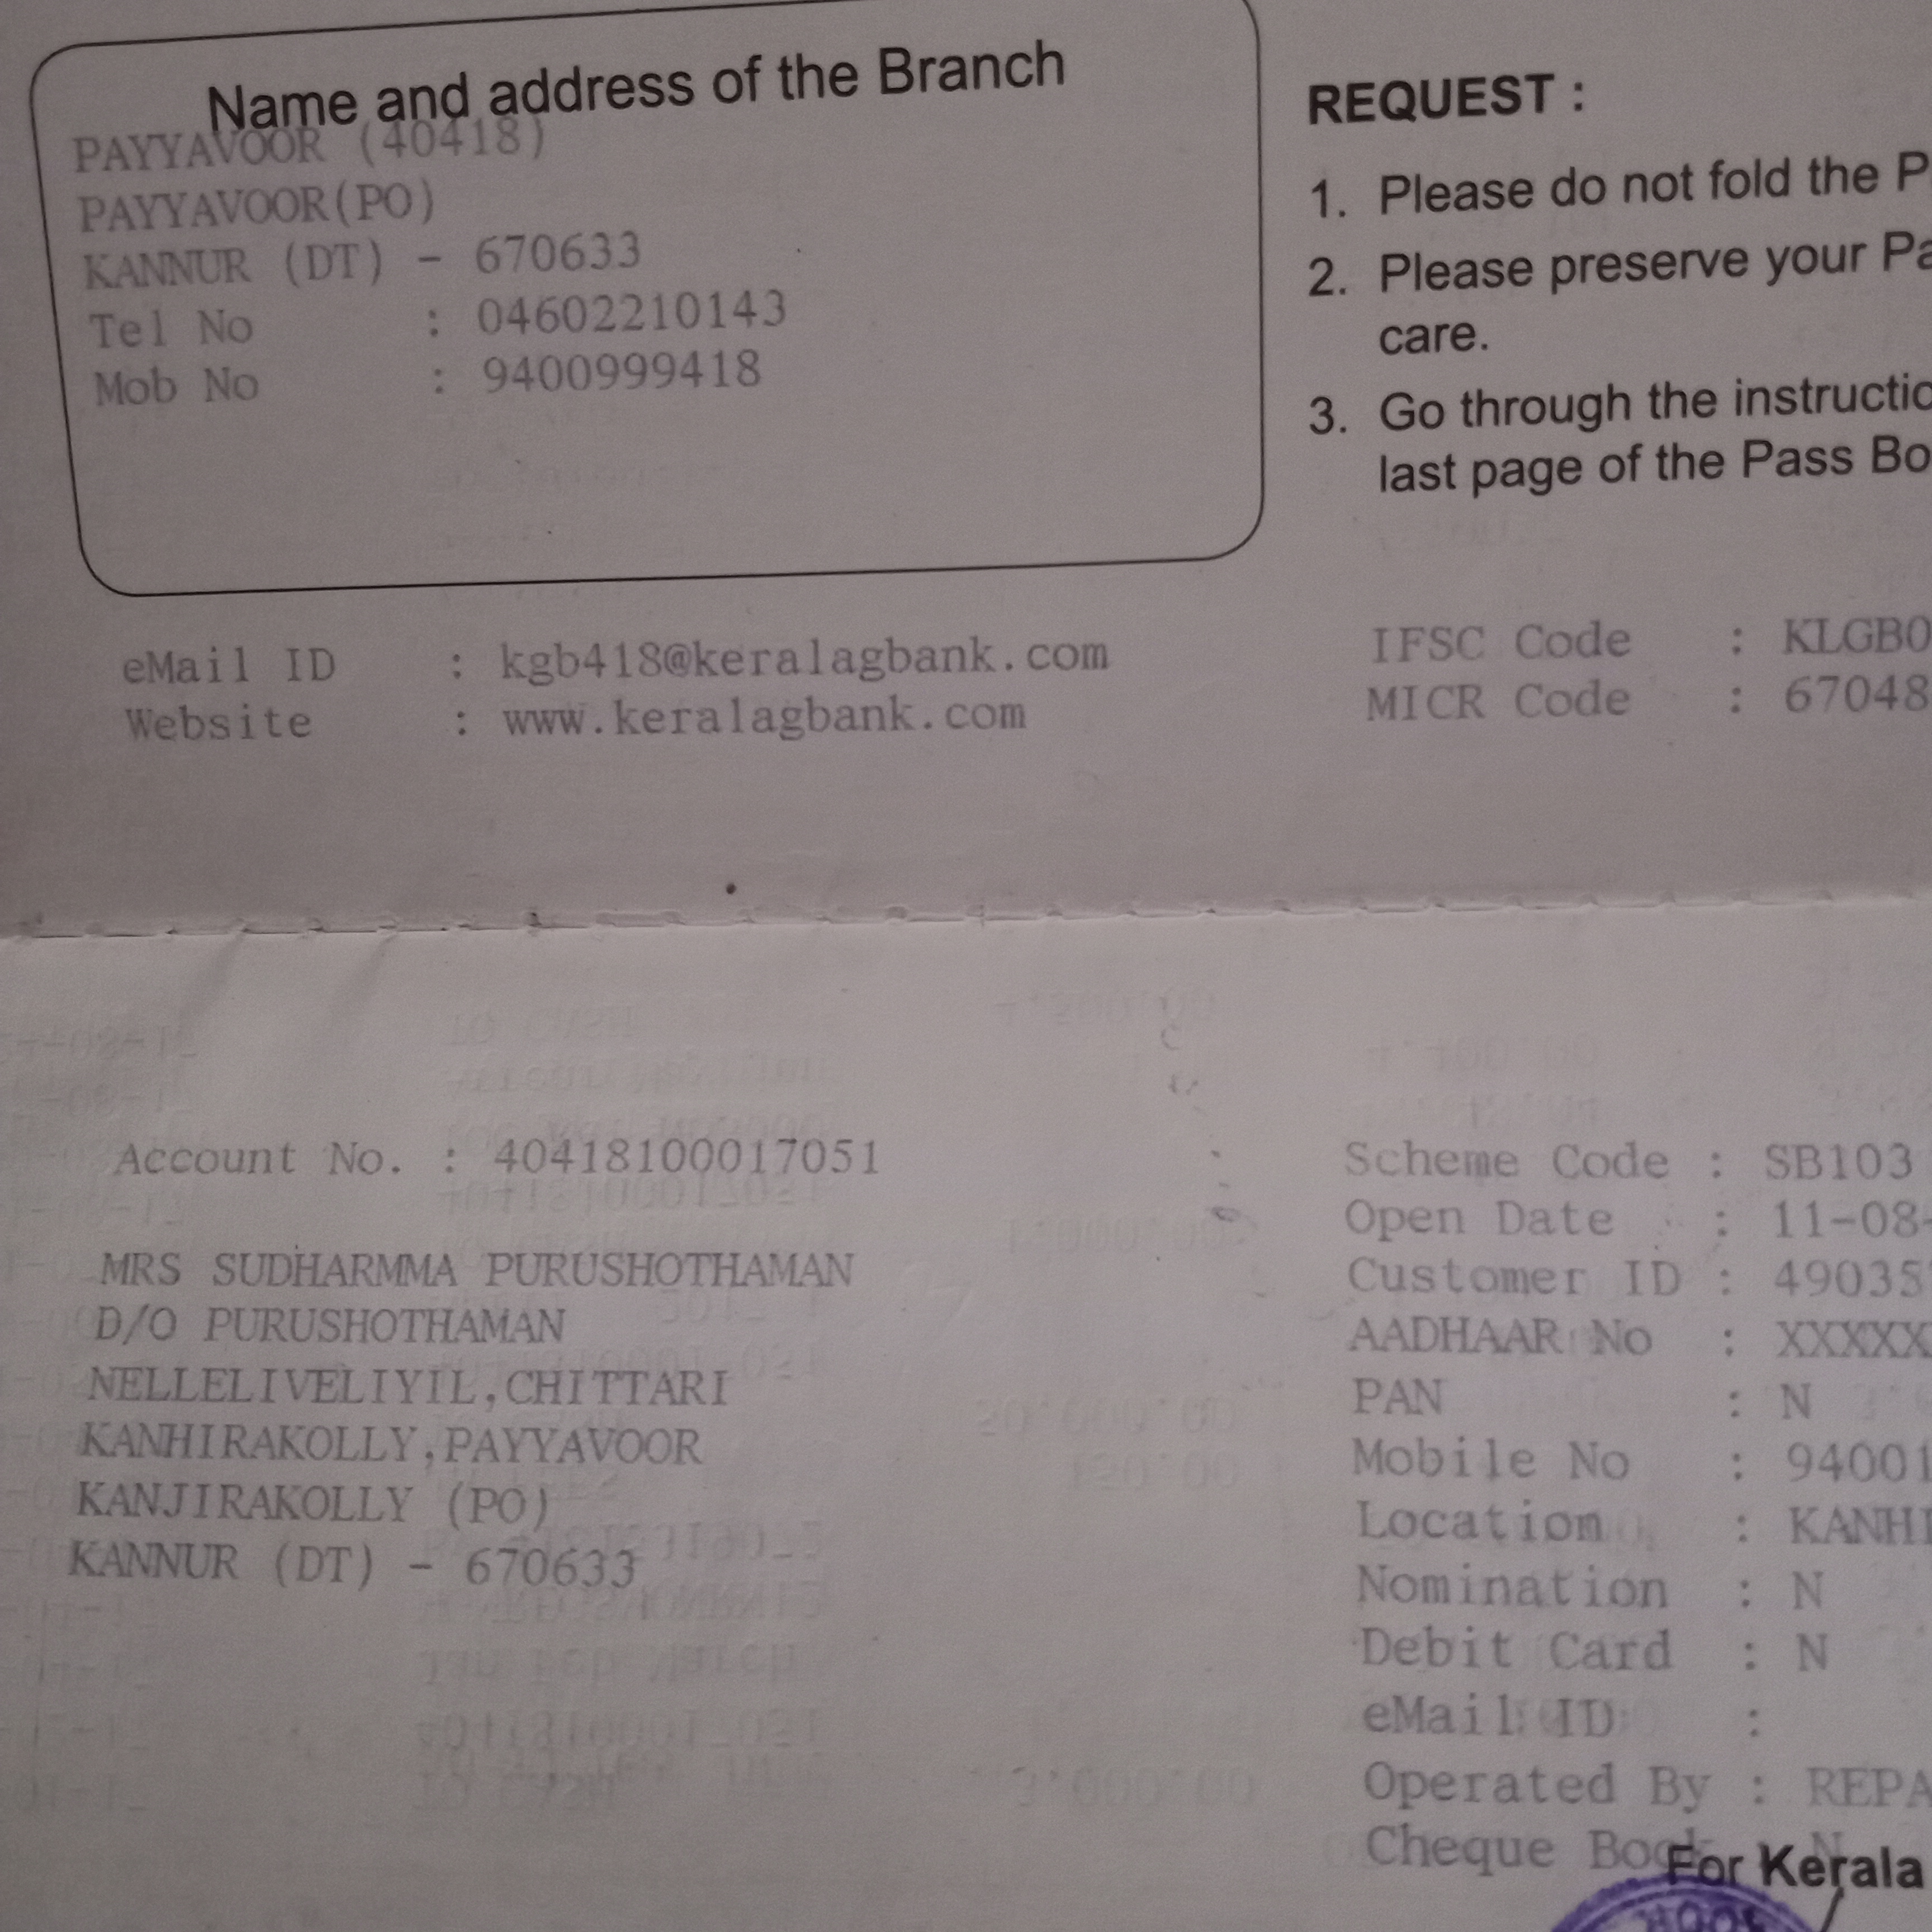 Name and address of the Branch
PAYYAVOOR (40418)
PAYYAVOOR(PO)
KANNUR (DT) - 670633
Tel No : 04602210143
Mob No : 9400999418
REQUEST :
1. Please do not fold the P
2. Please preserve your Pa
care.
3. Go through the instructio
last page of the Pass Bo
eMail ID : kgb418@keralagbank.com
Website : www.keralagbank.com
IFSC Code : KLGB0
MICR Code : 67048
Account No. : 40418100017051
MRS SUDHARMMA PURUSHOTHAMAN
D/O PURUSHOTHAMAN
NELLELIVELIYIL,CHITTARI
KANHIRAKOLLY,PAYYAVOOR
KANJIRAKOLLY (PO)
KANNUR (DT) - 670633
Scheme Code : SB103
Open Date : 11-08-
Customer ID : 49035
AADHAAR No : XXXXX
PAN : N
Mobile No : 94001
Location : KANHI
Nomination : N
Debit Card : N
eMail ID :
Operated By : REPA
Cheque Book N
For Kerala